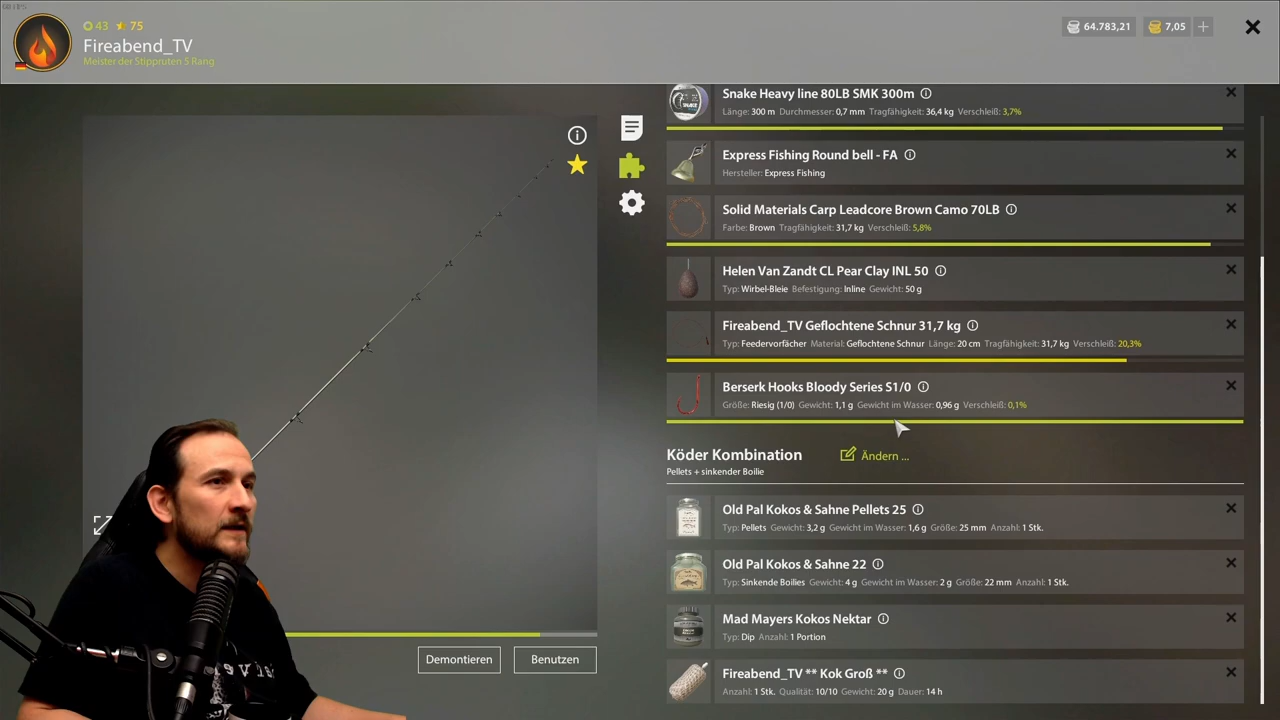 43 75
Fireabend_TV
Meister der Stippruten 5 Rang
64.783,21
7,05
Snake Heavy line 80LB SMK 300m
Länge: 300 m Durchmesser: 0,7 mm Tragfähigkeit: 36,4 kg Verschleiß: 3,7%
Express Fishing Round bell - FA
Hersteller: Express Fishing
Solid Materials Carp Leadcore Brown Camo 70LB
Farbe: Brown Tragfähigkeit: 31,7 kg Verschleiß: 5,8%
Helen Van Zandt CL Pear Clay INL 50
Typ: Wirbel-Bleie Befestigung: Inline Gewicht: 50 g
Fireabend_TV Geflochtene Schnur 31,7 kg
Typ: Feedervorfächer Material: Geflochtene Schnur Länge: 20 cm Tragfähigkeit: 31,7 kg Verschleiß: 20,3%
Berserk Hooks Bloody Series S1/0
Größe: Riesig (1/0) Gewicht: 1,1 g Gewicht im Wasser: 0,96 g Verschleiß: 0,1%
Köder Kombination
Ändern ...
Pellets + sinkender Boilie
Old Pal Kokos & Sahne Pellets 25
Typ: Pellets Gewicht: 3,2 g Gewicht im Wasser: 1,6 g Größe: 25 mm Anzahl: 1 Stk.
Old Pal Kokos & Sahne 22
Typ: Sinkende Boilies Gewicht: 4 g Gewicht im Wasser: 2 g Größe: 22 mm Anzahl: 1 Stk.
Mad Mayers Kokos Nektar
Typ: Dip Anzahl: 1 Portion
Fireabend_TV ** Kok Groß **
Anzahl: 1 Stk. Qualität: 10/10 Gewicht: 20 g Dauer: 14 h
Demontieren
Benutzen